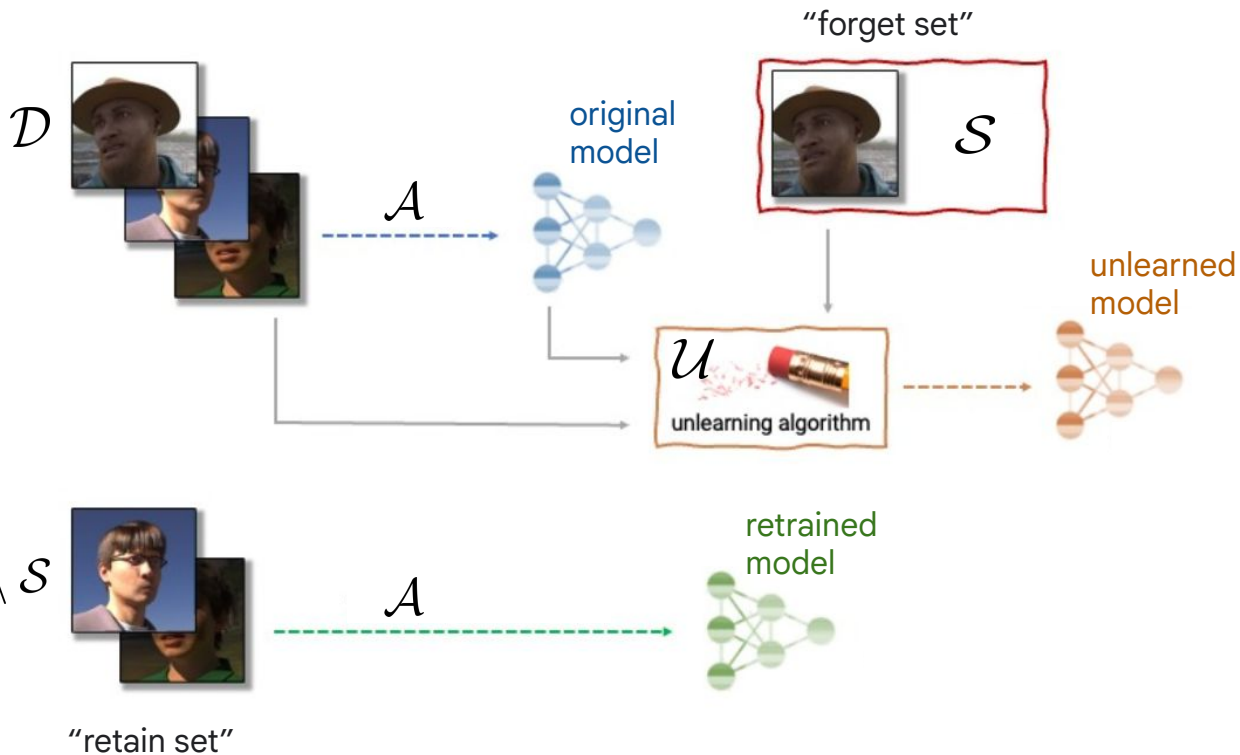 “forget set”
𝒟
original
model
𝒮
𝒜
unlearned
model
𝒰
unlearning algorithm
retrained
model
\ 𝒮
𝒜
“retain set”